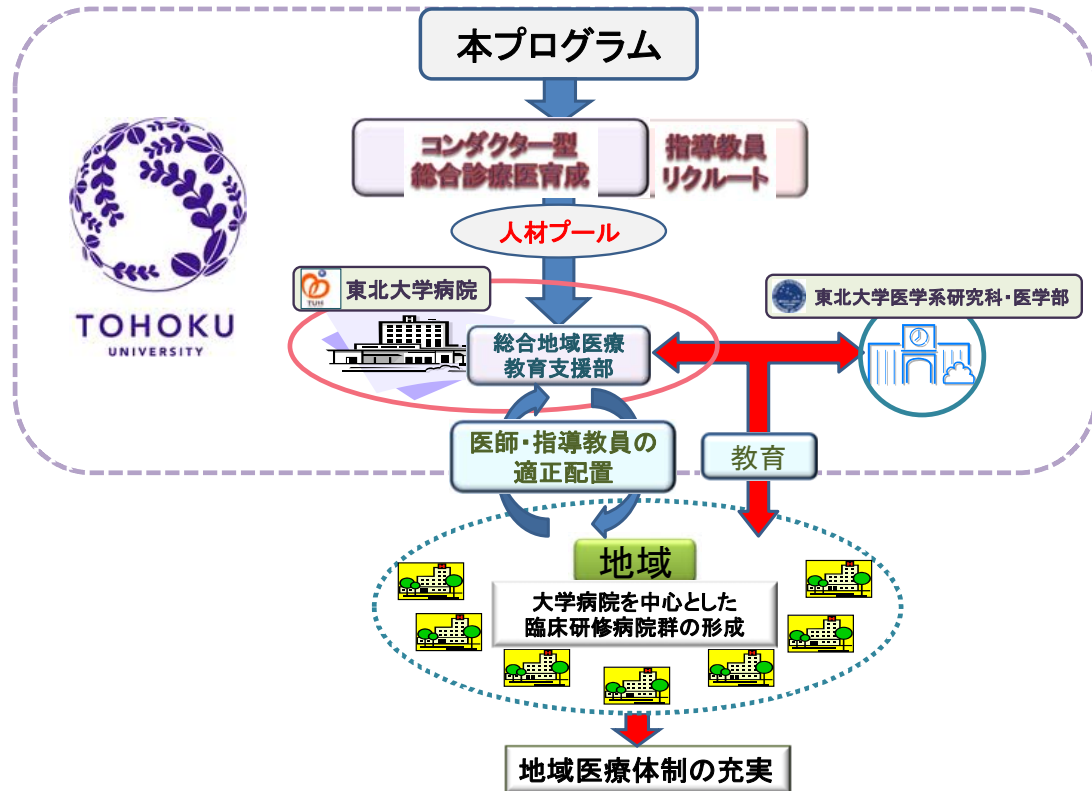 本プログラム
コンダクター型
総合診療医育成
指導教員
リクルート
人材プール
TOHOKU
UNIVERSITY
TUH
東北大学病院
東北大学医学系研究科・医学部
総合地域医療
教育支援部
医師・指導教員の
適正配置
教育
地域
大学病院を中心とした
臨床研修病院群の形成
地域医療体制の充実